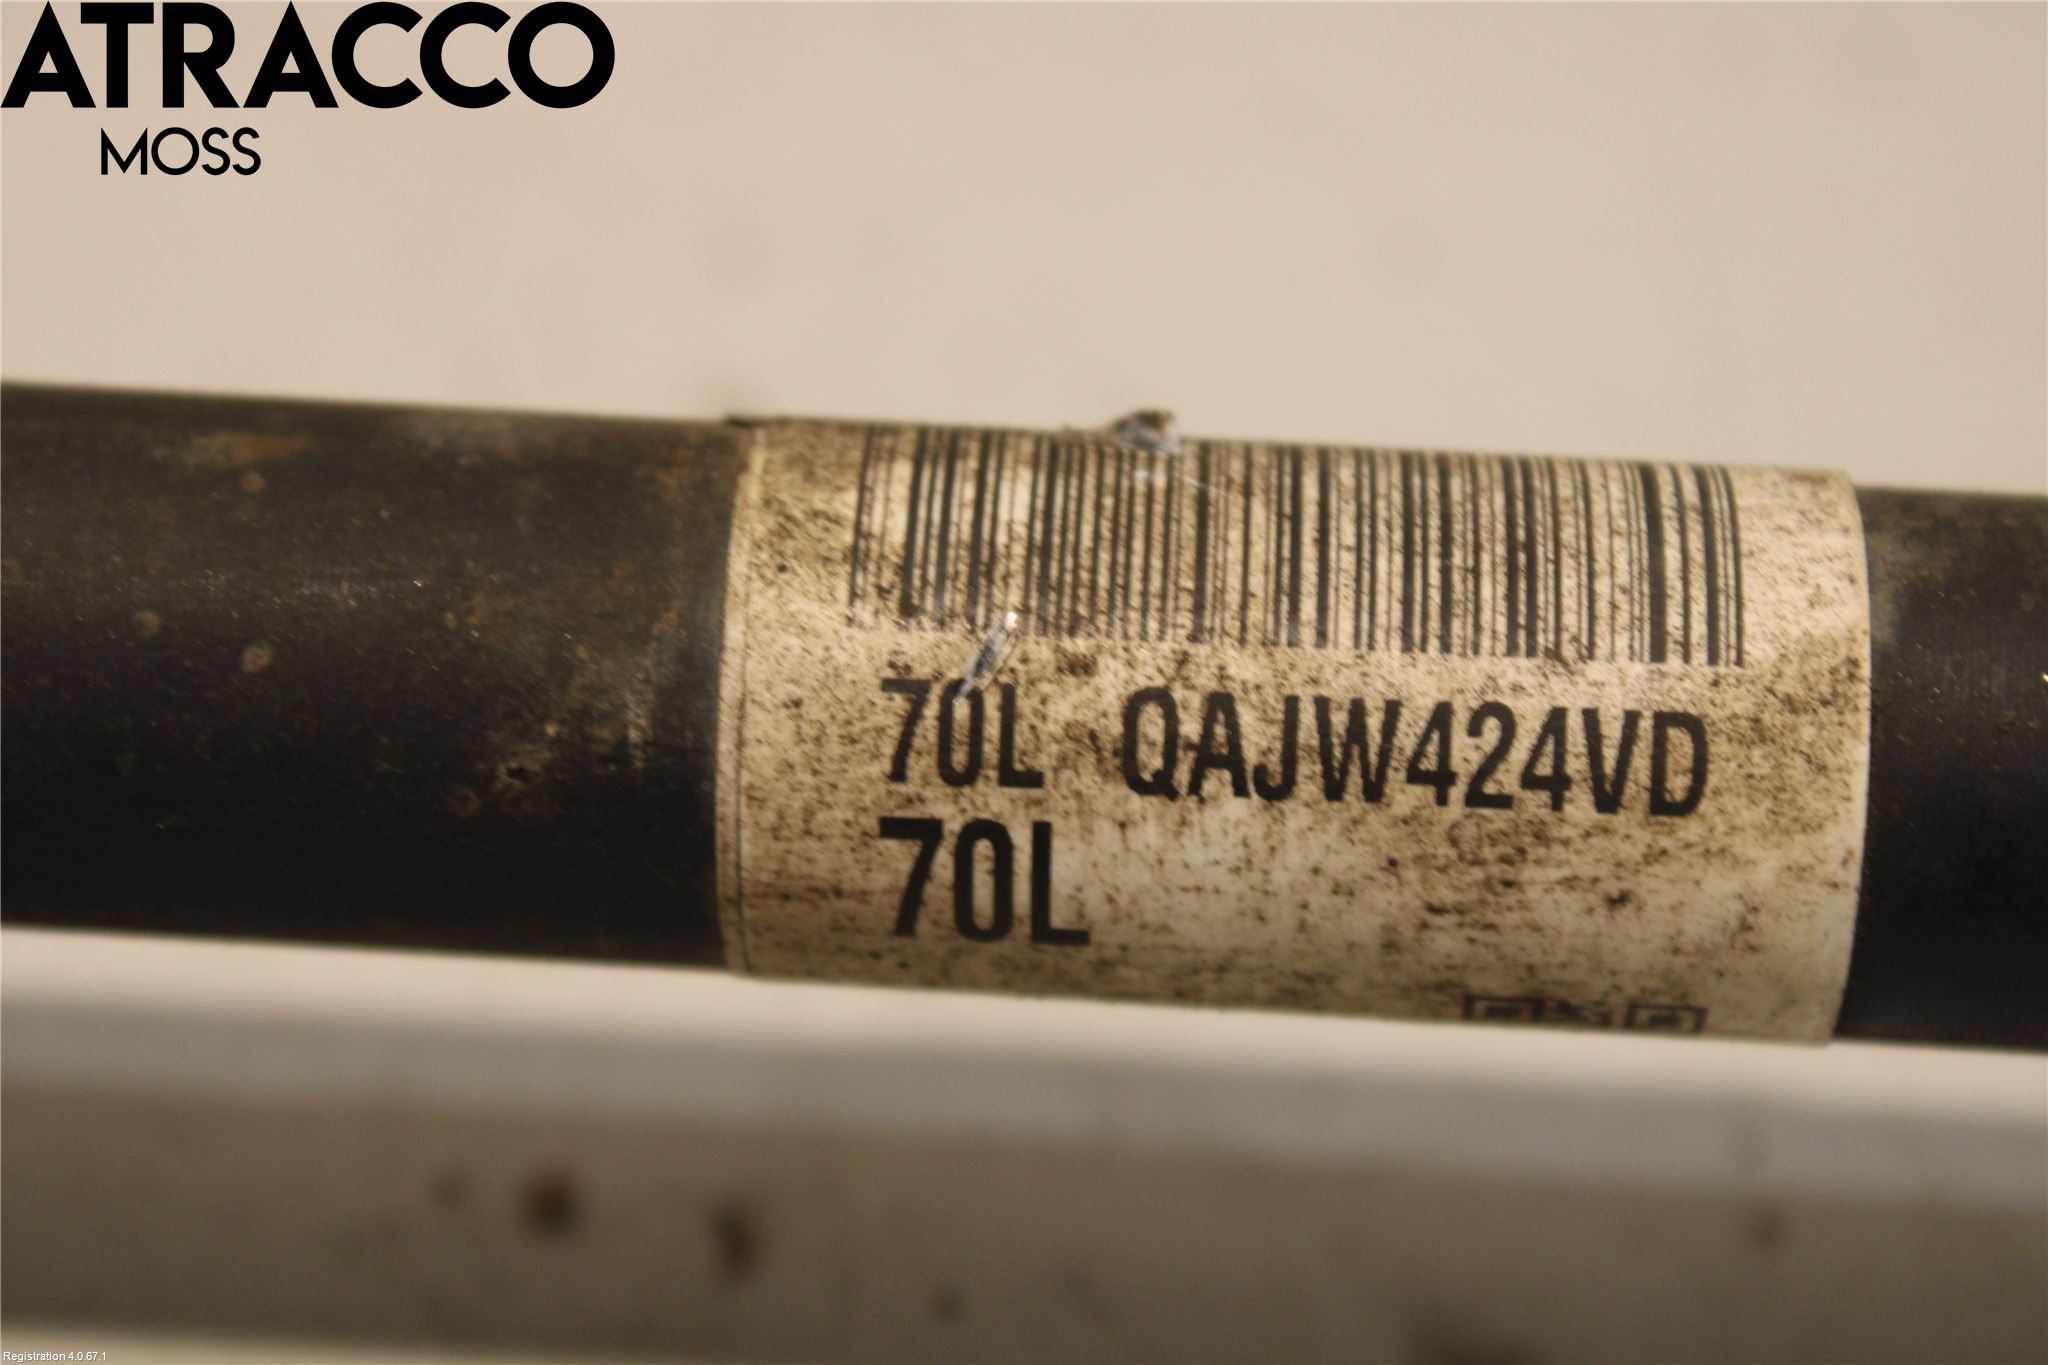 ATRACCO
MOSS
70L QAJW424VD
70L
Registration 4.0.67.1